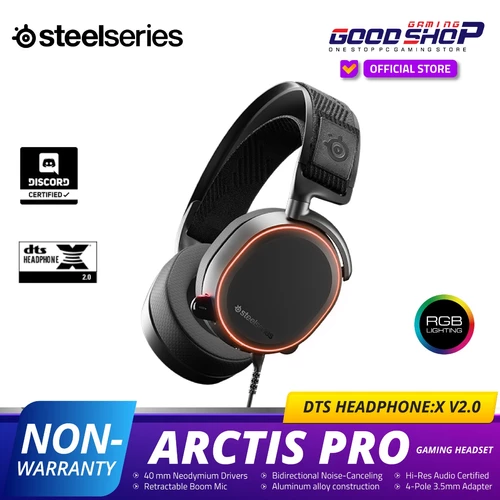 steelseries
GAMING
GOODSHOP
ONE STOP PC GAMING STORE
OFFICIAL STORE
DISCORD
CERTIFIED
dts
HEADPHONE X
2.0
steelseries
RGB
LIGHTING
DTS HEADPHONE:X V2.0
NON-
WARRANTY
ARCTIS PRO
GAMING HEADSET
40 mm Neodymium Drivers
Bidirectional Noise-Canceling
Hi-Res Audio Certified
Retractable Boom Mic
Aluminum alloy construction
4-Pole 3.5mm Adapter